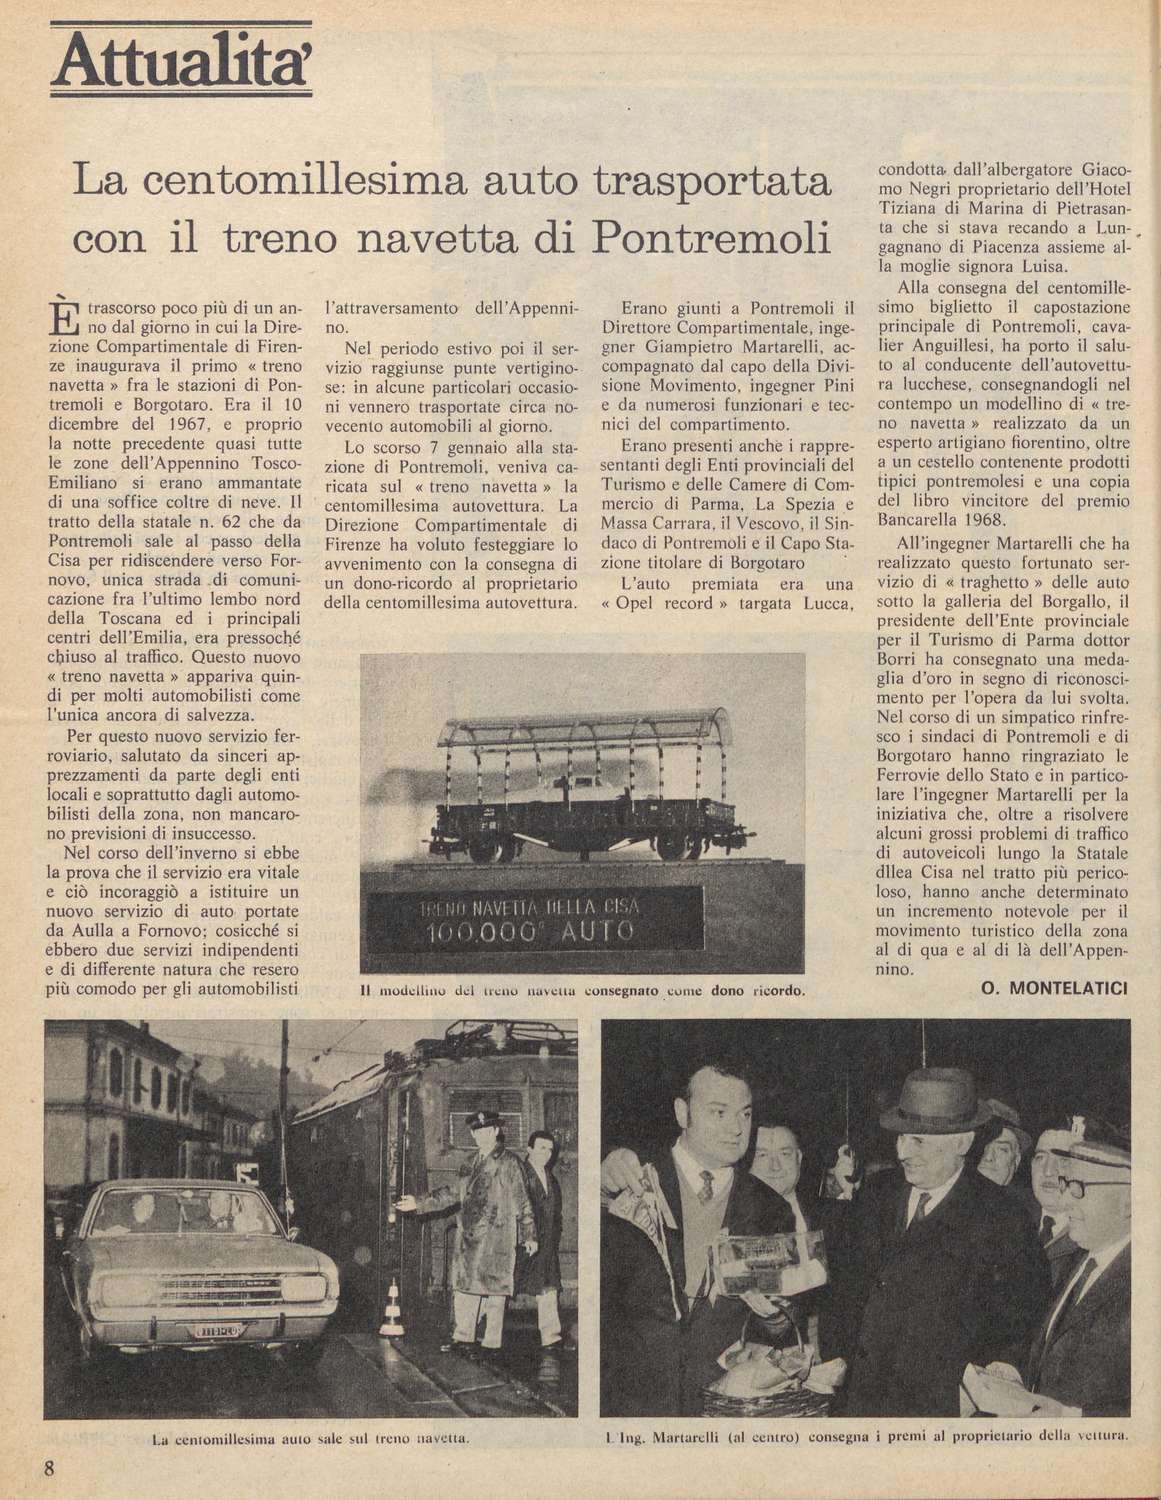 Attualita'
La centomillesima auto trasportata
con il treno navetta di Pontremoli
È trascorso poco più di un an-
no dal giorno in cui la Dire-
zione Compartimentale di Firen-
ze inaugurava il primo « treno
navetta » fra le stazioni di Pon-
tremoli e Borgotaro. Era il 10
dicembre del 1967, e proprio
la notte precedente quasi tutte
le zone dell'Appennino Tosco-
Emiliano si erano ammantate
di una soffice coltre di neve. Il
tratto della statale n. 62 che da
Pontremoli sale al passo della
Cisa per ridiscendere verso For-
novo, unica strada di comuni-
cazione fra l'ultimo lembo nord
della Toscana ed i principali
centri dell'Emilia, era pressoché
chiuso al traffico. Questo nuovo
« treno navetta » appariva quin-
di per molti automobilisti come
l'unica ancora di salvezza.
Per questo nuovo servizio fer-
roviario, salutato da sinceri ap-
prezzamenti da parte degli enti
locali e soprattutto dagli automo-
bilisti della zona, non mancaro-
no previsioni di insuccesso.
Nel corso dell'inverno si ebbe
la prova che il servizio era vitale
e ciò incoraggiò a istituire un
nuovo servizio di auto portate
da Aulla a Fornovo; cosicché si
ebbero due servizi indipendenti
e di differente natura che resero
più comodo per gli automobilisti
l'attraversamento dell'Appenni-
no.
Nel periodo estivo poi il ser-
vizio raggiunse punte vertigino-
se: in alcune particolari occasio-
ni vennero trasportate circa no-
vecento automobili al giorno.
Lo scorso 7 gennaio alla sta-
zione di Pontremoli, veniva ca-
ricata sul « treno navetta » la
centomillesima autovettura. La
Direzione Compartimentale di
Firenze ha voluto festeggiare lo
avvenimento con la consegna di
un dono-ricordo al proprietario
della centomillesima autovettura.
Erano giunti a Pontremoli il
Direttore Compartimentale, inge-
gner Giampietro Martarelli, ac-
compagnato dal capo della Divi-
sione Movimento, ingegner Pini
e da numerosi funzionari e tec-
nici del compartimento.
Erano presenti anche i rappre-
sentanti degli Enti provinciali del
Turismo e delle Camere di Com-
mercio di Parma, La Spezia e
Massa Carrara, il Vescovo, il Sin-
daco di Pontremoli e il Capo Sta-
zione titolare di Borgotaro
L'auto premiata era una
« Opel record » targata Lucca,
condotta dall'albergatore Giaco-
mo Negri proprietario dell'Hotel
Tiziana di Marina di Pietrasan-
ta che si stava recando a Lun-
gagnano di Piacenza assieme al-
la moglie signora Luisa.
Alla consegna del centomille-
simo biglietto il capostazione
principale di Pontremoli, cava-
lier Anguillesi, ha porto il salu-
to al conducente dell'autovettu-
ra lucchese, consegnandogli nel
contempo un modellino di « tre-
no navetta » realizzato da un
esperto artigiano fiorentino, oltre
a un cestello contenente prodotti
tipici pontremolesi e una copia
del libro vincitore del premio
Bancarella 1968.
All'ingegner Martarelli che ha
realizzato questo fortunato ser-
vizio di « traghetto » delle auto
sotto la galleria del Borgallo, il
presidente dell'Ente provinciale
per il Turismo di Parma dottor
Borri ha consegnato una meda-
glia d'oro in segno di riconosci-
mento per l'opera da lui svolta.
Nel corso di un simpatico rinfre-
sco i sindaci di Pontremoli e di
Borgotaro hanno ringraziato le
Ferrovie dello Stato e in partico-
lare l'ingegner Martarelli per la
iniziativa che, oltre a risolvere
alcuni grossi problemi di traffico
di autoveicoli lungo la Statale
dllea Cisa nel tratto più perico-
loso, hanno anche determinato
un incremento notevole per il
movimento turistico della zona
al di qua e al di là dell'Appen-
nino.
O. MONTELATICI
TRENO NAVETTA DELLA CISA
100.000ª AUTO
Il modellino del treno navetta consegnato come dono ricordo.
La centomillesima auto sale sul treno navetta.
L'Ing. Martarelli (al centro) consegna i premi al proprietario della vettura.
8